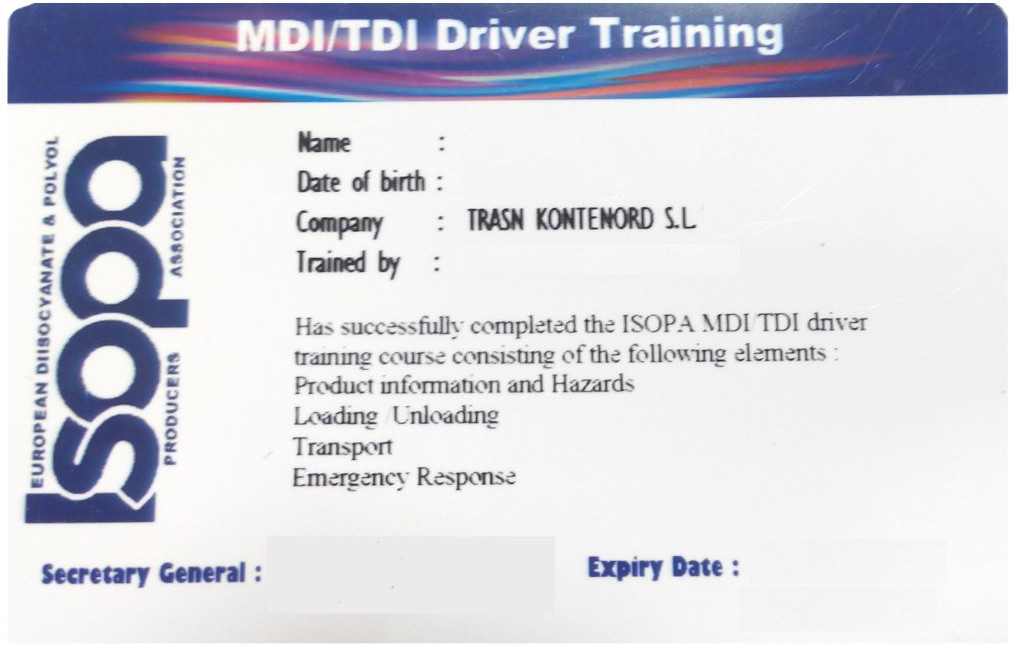 MDI/TDI Driver Training
EUROPEAN DIISOCYANATE & POLYOL
isopa
PRODUCERS ASSOCIATION
Name :
Date of birth :
Company : TRASN KONTENORD S.L
Trained by :
Has successfully completed the ISOPA MDI/TDI driver
training course consisting of the following elements :
Product information and Hazards
Loading /Unloading
Transport
Emergency Response
Secretary General :
Expiry Date :